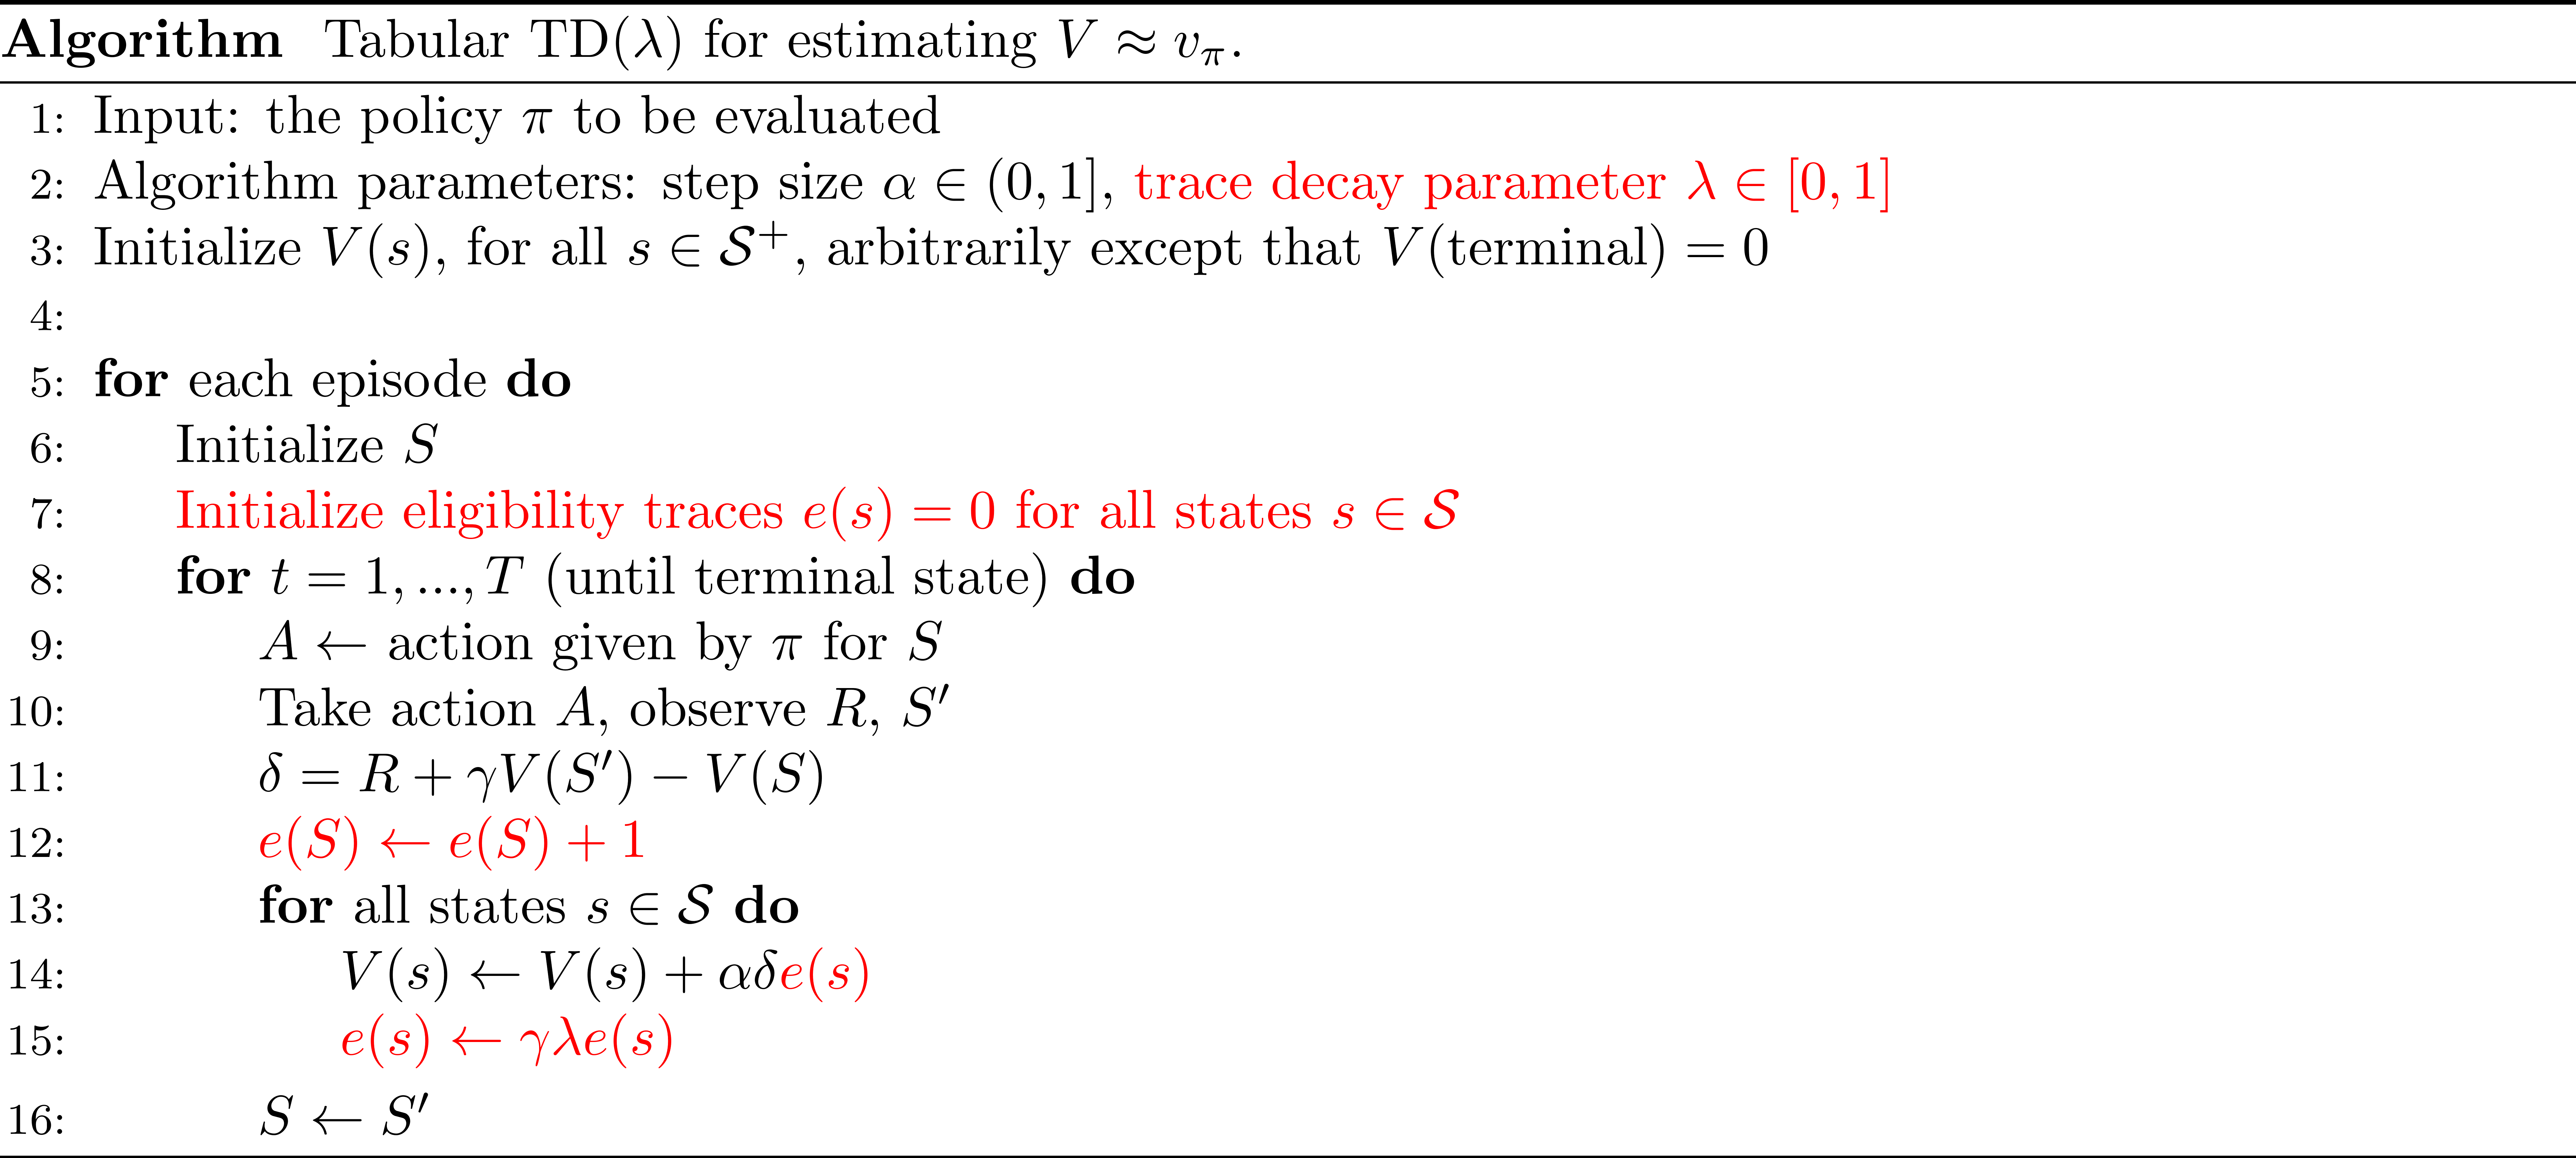 Algorithm Tabular TD(λ) for estimating V ≈ v_π.
1: Input: the policy π to be evaluated
2: Algorithm parameters: step size α ∈ (0, 1], trace decay parameter λ ∈ [0, 1]
3: Initialize V(s), for all s ∈ 𝒮⁺, arbitrarily except that V(terminal) = 0
4:
5: for each episode do
6: Initialize S
7: Initialize eligibility traces e(s) = 0 for all states s ∈ 𝒮
8: for t = 1, ..., T (until terminal state) do
9: A ← action given by π for S
10: Take action A, observe R, S′
11: δ = R + γV(S′) − V(S)
12: e(S) ← e(S) + 1
13: for all states s ∈ 𝒮 do
14: V(s) ← V(s) + αδe(s)
15: e(s) ← γλe(s)
16: S ← S′